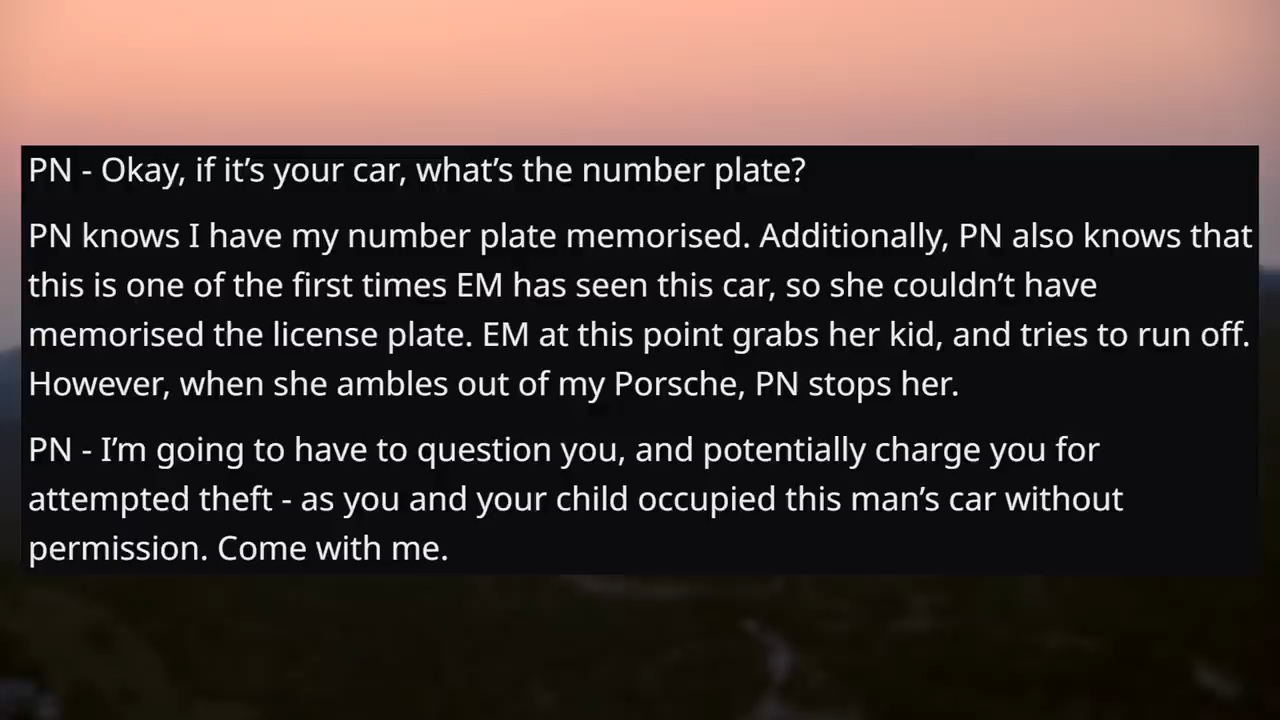 PN - Okay, if it’s your car, what’s the number plate?
PN knows I have my number plate memorised. Additionally, PN also knows that
this is one of the first times EM has seen this car, so she couldn’t have
memorised the license plate. EM at this point grabs her kid, and tries to run off.
However, when she ambles out of my Porsche, PN stops her.
PN - I’m going to have to question you, and potentially charge you for
attempted theft - as you and your child occupied this man’s car without
permission. Come with me.